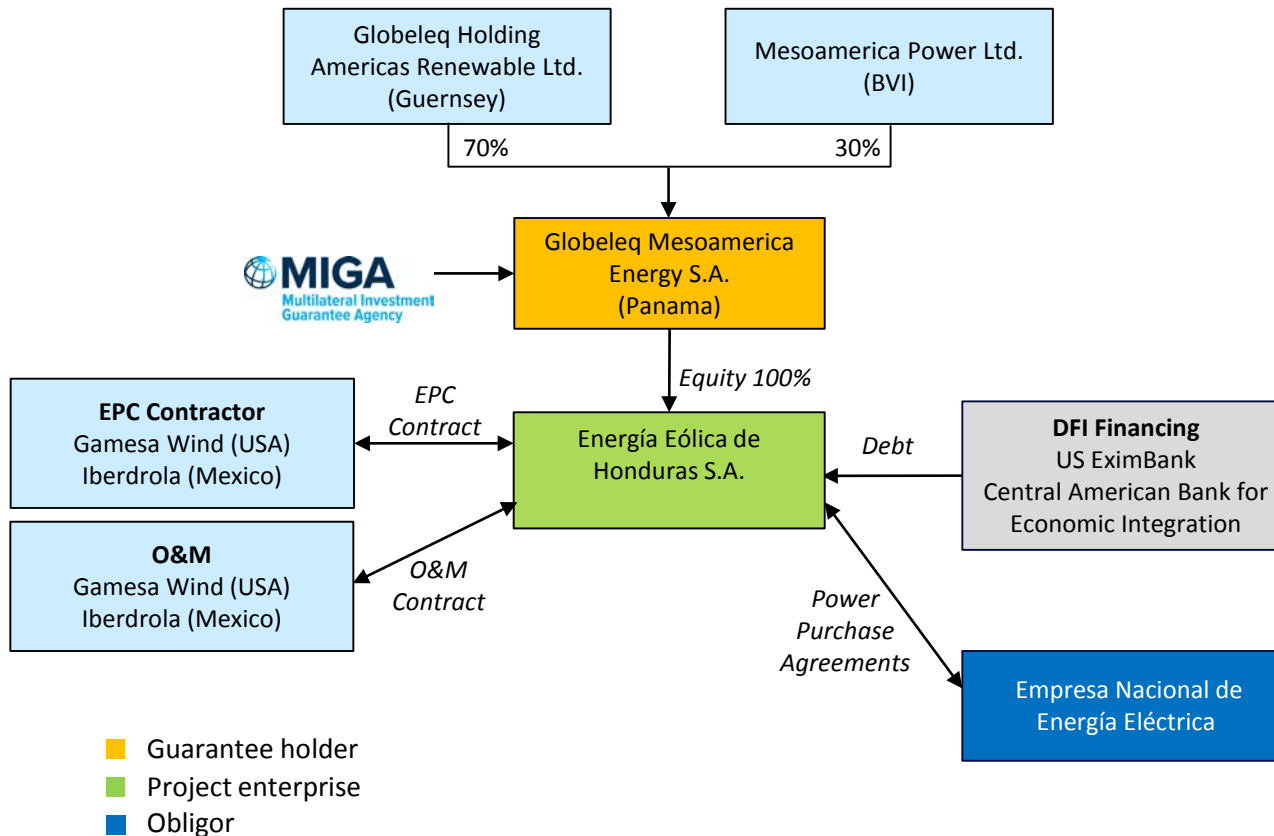 Globeleq Holding
Americas Renewable Ltd.
(Guernsey)
Mesoamerica Power Ltd.
(BVI)
70%
30%
MIGA
Multilateral Investment
Guarantee Agency
Globeleq Mesoamerica
Energy S.A.
(Panama)
Equity 100%
EPC Contractor
Gamesa Wind (USA)
Iberdrola (Mexico)
EPC
Contract
Energía Eólica de
Honduras S.A.
Debt
DFI Financing
US EximBank
Central American Bank for
Economic Integration
O&M
Gamesa Wind (USA)
Iberdrola (Mexico)
O&M
Contract
Power
Purchase
Agreements
Empresa Nacional de
Energía Eléctrica
Guarantee holder
Project enterprise
Obligor